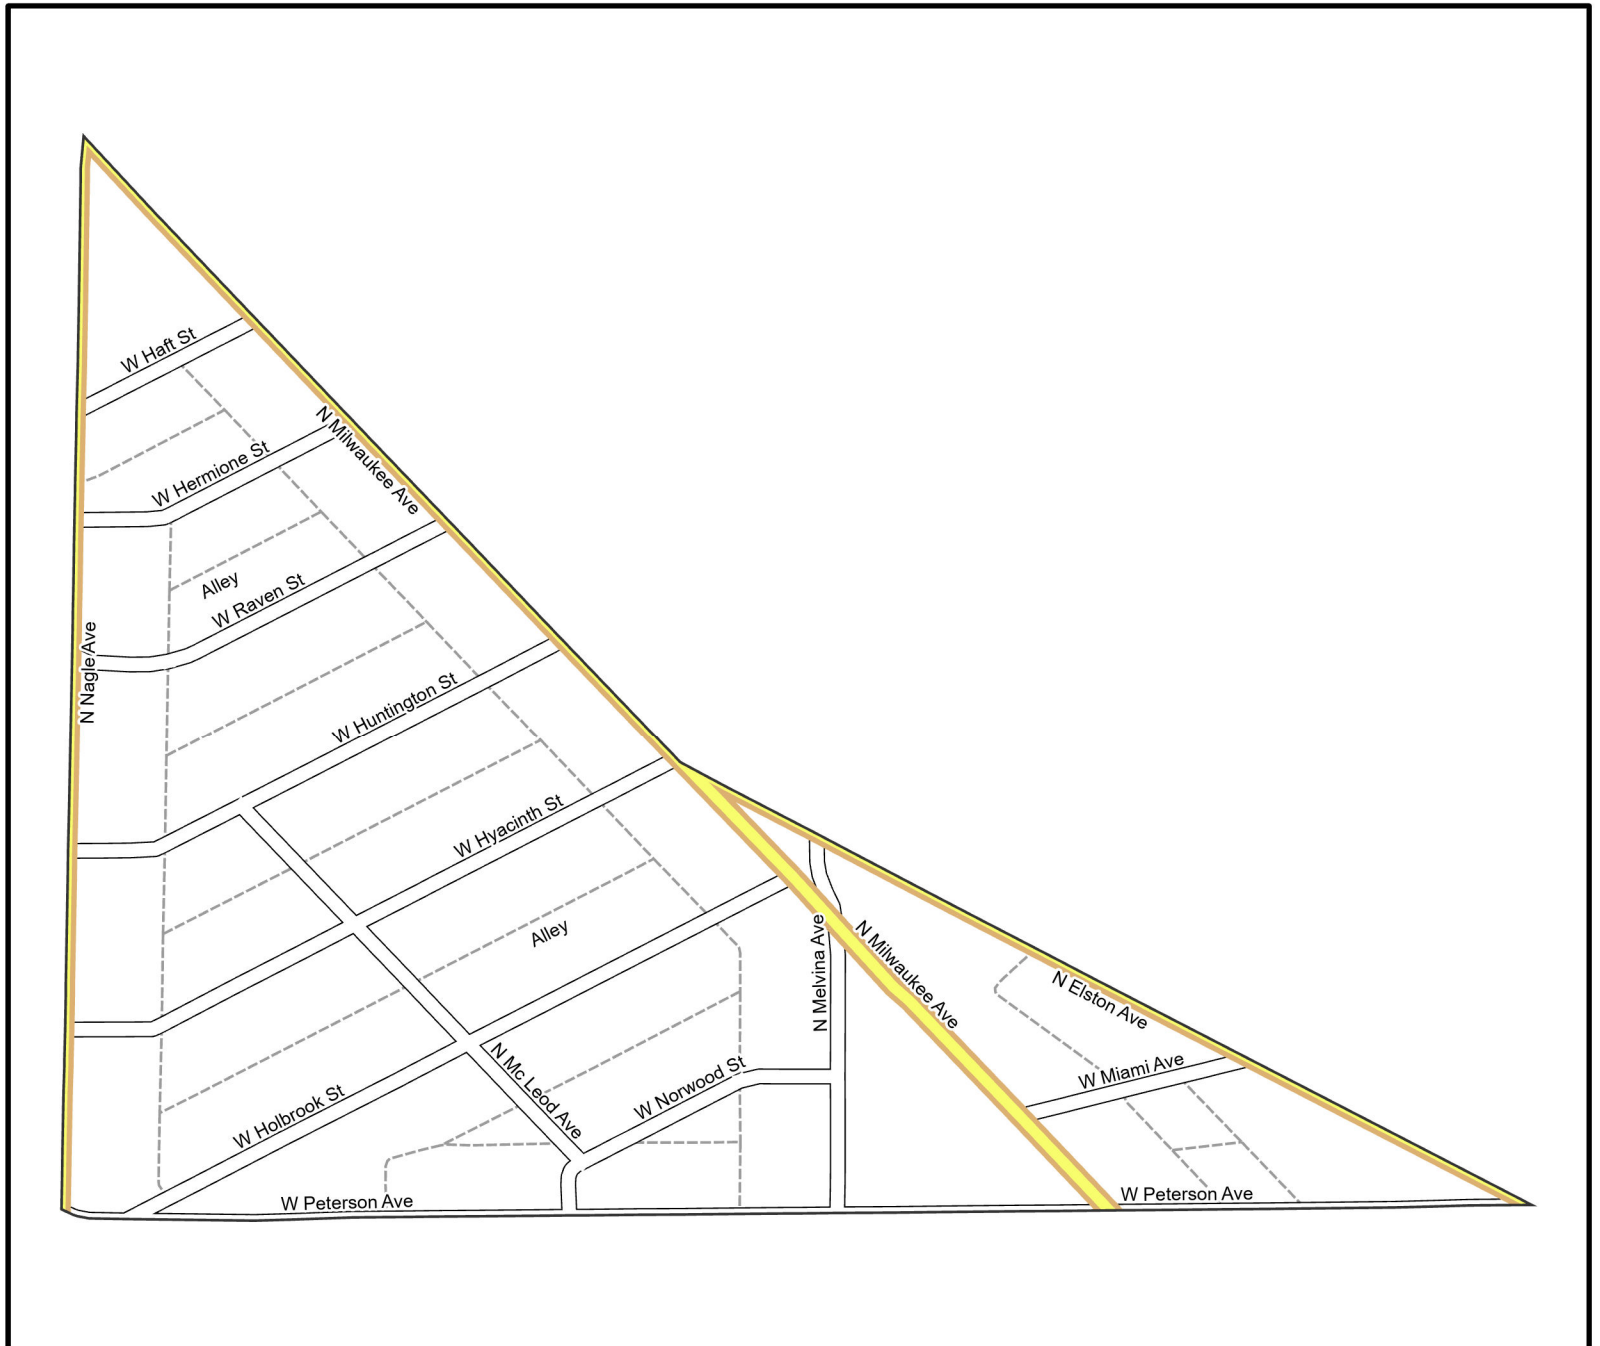 W Haft St
N Milwaukee Ave
W Hermione St
Alley
W Raven St
N Nagle Ave
W Huntington St
W Hyacinth St
Alley
N Melvina Ave
N Milwaukee Ave
N Elston Ave
W Holbrook St
N Mc Leod Ave
W Norwood St
W Miami Ave
W Peterson Ave
W Peterson Ave